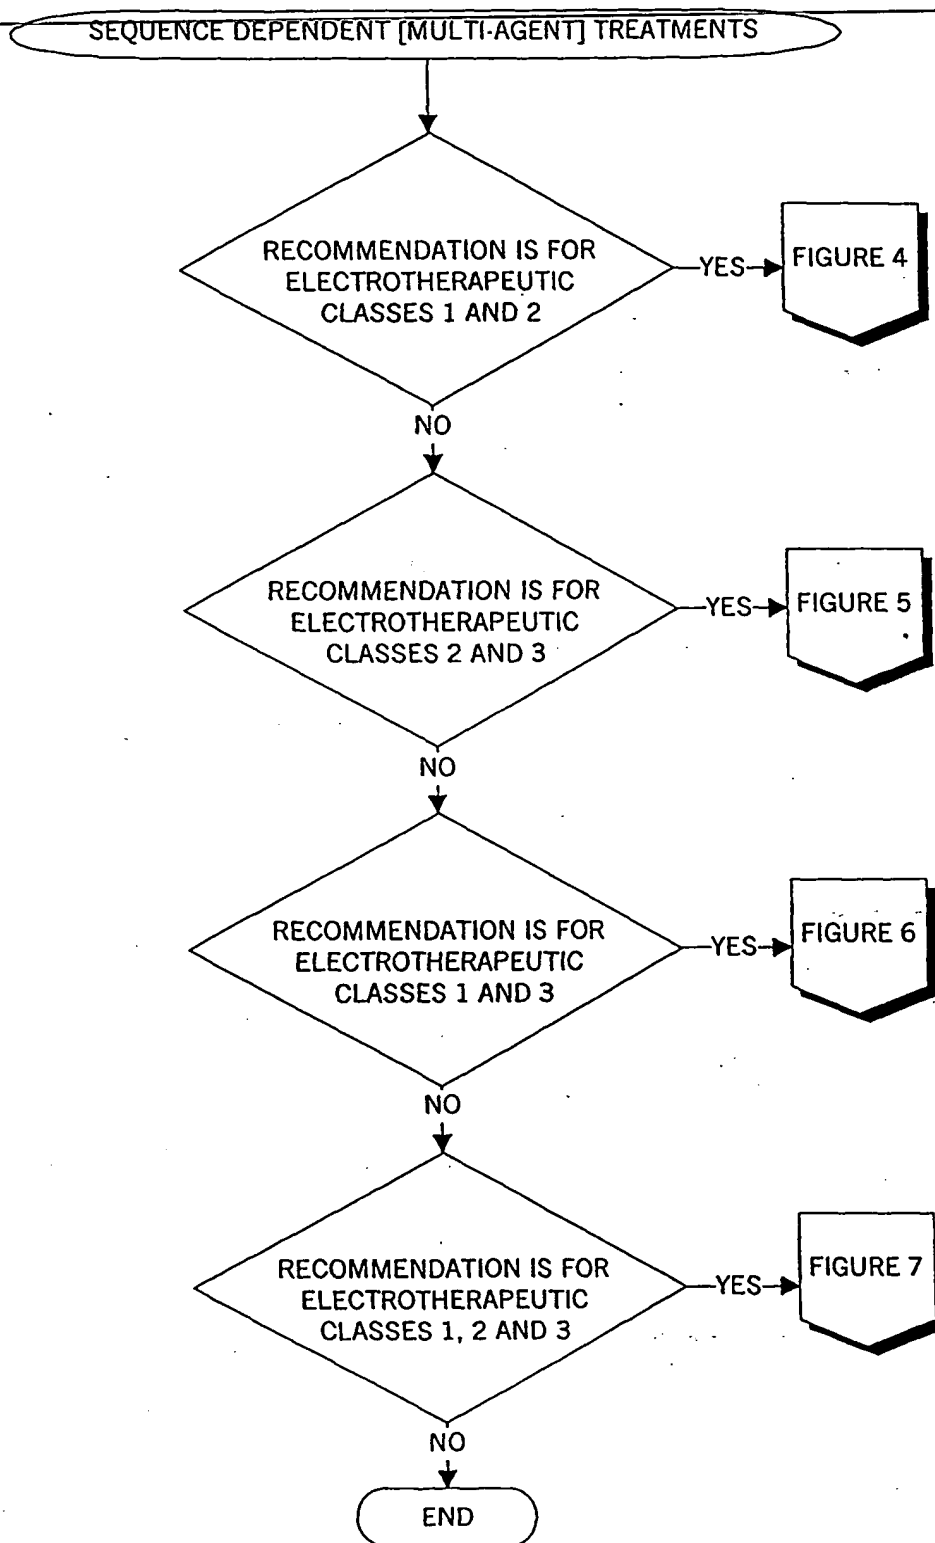 SEQUENCE DEPENDENT [MULTI-AGENT] TREATMENTS
RECOMMENDATION IS FOR
ELECTROTHERAPEUTIC
CLASSES 1 AND 2
YES
FIGURE 4
NO
RECOMMENDATION IS FOR
ELECTROTHERAPEUTIC
CLASSES 2 AND 3
YES
FIGURE 5
NO
RECOMMENDATION IS FOR
ELECTROTHERAPEUTIC
CLASSES 1 AND 3
YES
FIGURE 6
NO
RECOMMENDATION IS FOR
ELECTROTHERAPEUTIC
CLASSES 1, 2 AND 3
YES
FIGURE 7
NO
END